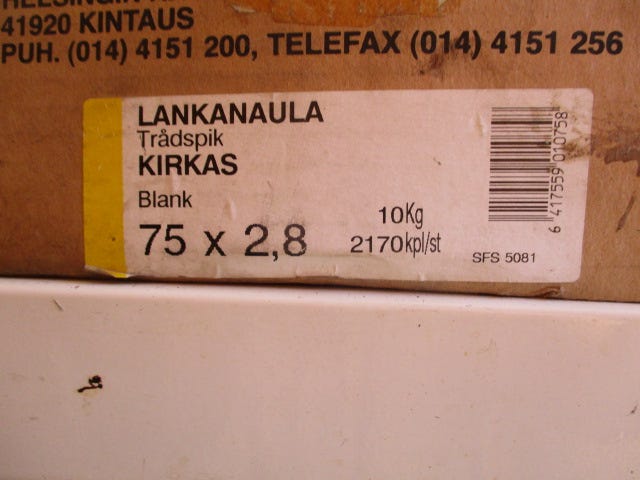 HELSINGIN
41920 KINTAUS
PUH. (014) 4151 200, TELEFAX (014) 4151 256
LANKANAULA
Trådspik
KIRKAS
Blank
75 x 2,8
10Kg
2170kpl/st
SFS 5081
6 417559 010758